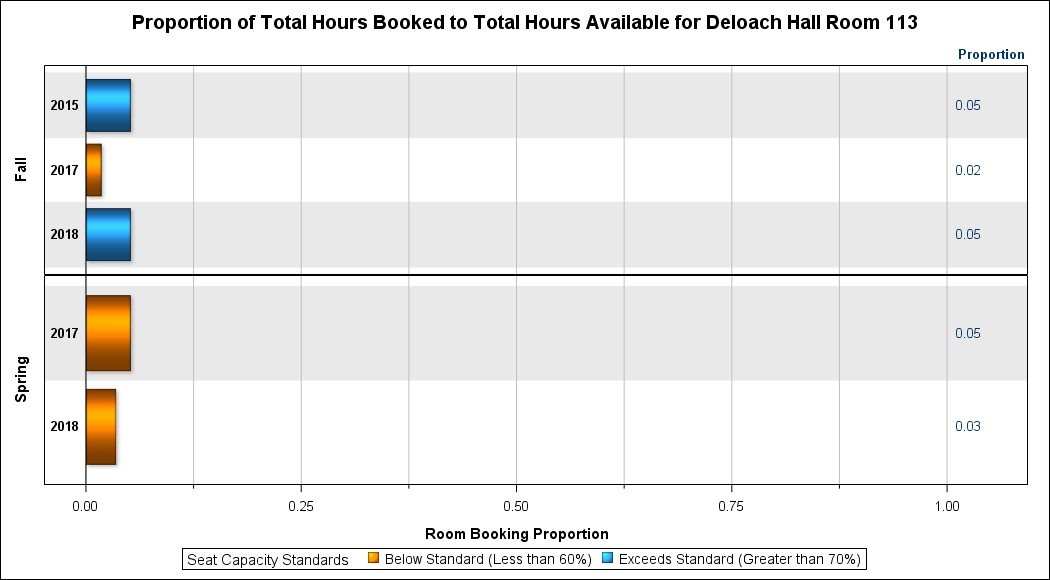 Proportion of Total Hours Booked to Total Hours Available for Deloach Hall Room 113
Proportion
Fall
2015 0.05
2017 0.02
2018 0.05
Spring
2017 0.05
2018 0.03
0.00 0.25 0.50 0.75 1.00
Room Booking Proportion
Seat Capacity Standards Below Standard (Less than 60%) Exceeds Standard (Greater than 70%)